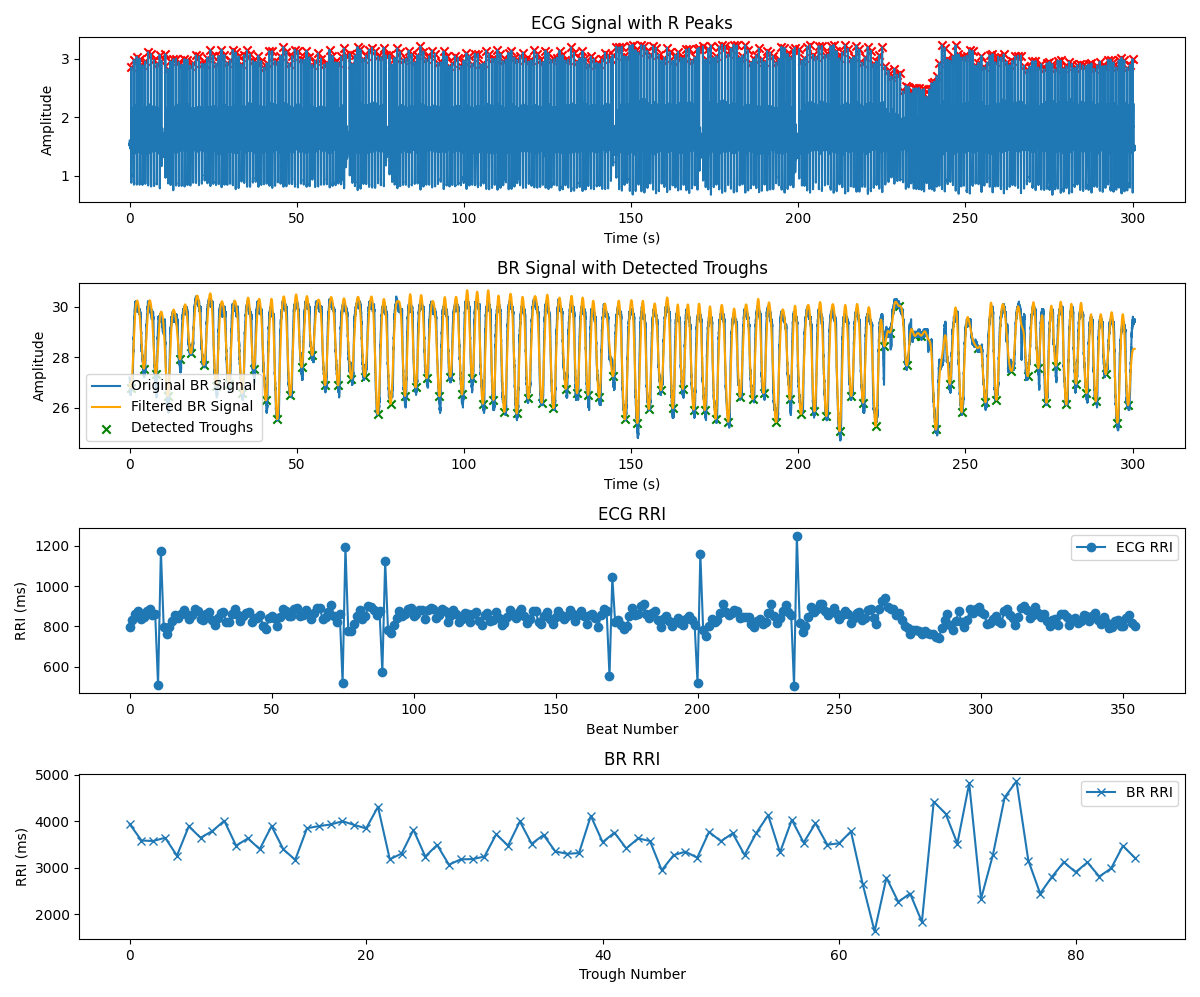 ECG Signal with R Peaks
Amplitude
3
2
1
0 50 100 150 200 250 300
Time (s)
BR Signal with Detected Troughs
Amplitude
30
28
26
Original BR Signal
Filtered BR Signal
Detected Troughs
0 50 100 150 200 250 300
Time (s)
ECG RRI
RRI (ms)
1200
1000
800
600
ECG RRI
0 50 100 150 200 250 300 350
Beat Number
BR RRI
RRI (ms)
5000
4000
3000
2000
BR RRI
0 20 40 60 80
Trough Number